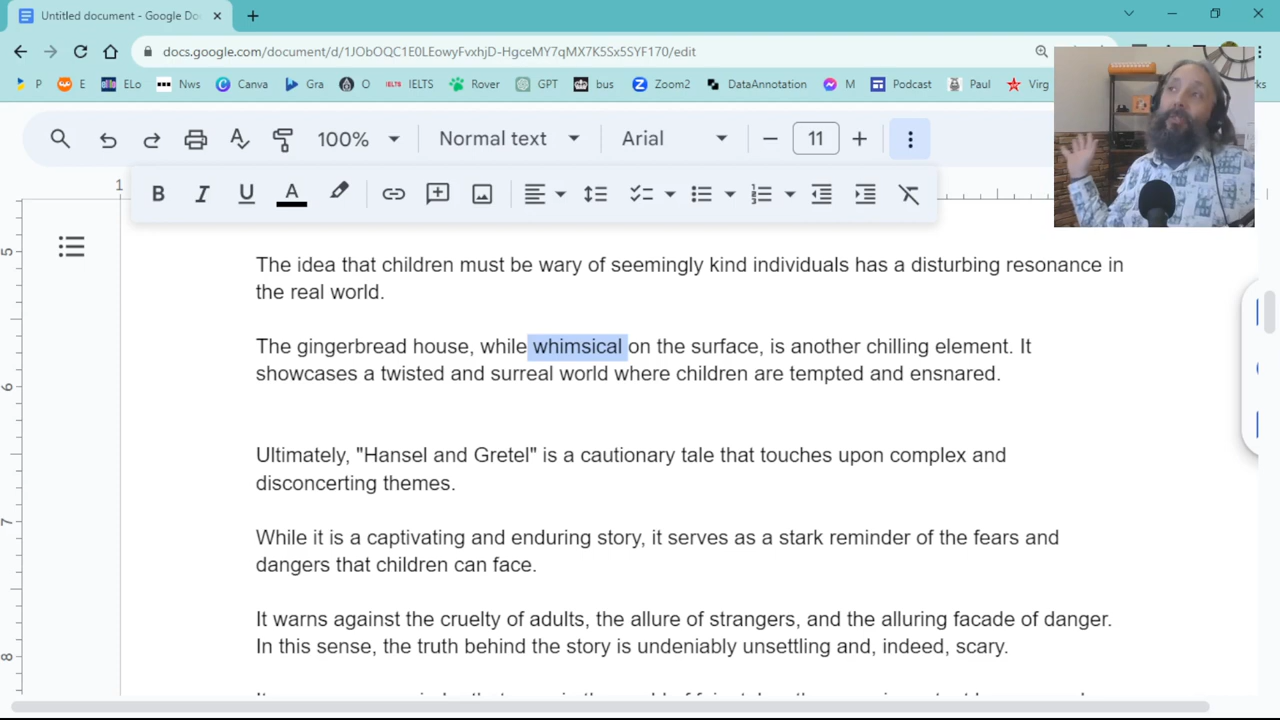 Untitled document - Google Do
docs.google.com/document/d/1JObOQC1E0LEowyFvxhjD-HgceMY7qMX7K5Sx5SYF170/edit
P E ELo Nws Canva Gra O IELTS IELTS Rover GPT bus Zoom2 DataAnnotation M Podcast Paul Virg rks
100% Normal text Arial 11
1
B I U A
The idea that children must be wary of seemingly kind individuals has a disturbing resonance in
the real world.
The gingerbread house, while whimsical on the surface, is another chilling element. It
showcases a twisted and surreal world where children are tempted and ensnared.
Ultimately, "Hansel and Gretel" is a cautionary tale that touches upon complex and
disconcerting themes.
While it is a captivating and enduring story, it serves as a stark reminder of the fears and
dangers that children can face.
It warns against the cruelty of adults, the allure of strangers, and the alluring facade of danger.
In this sense, the truth behind the story is undeniably unsettling and, indeed, scary.
5
6
7
8